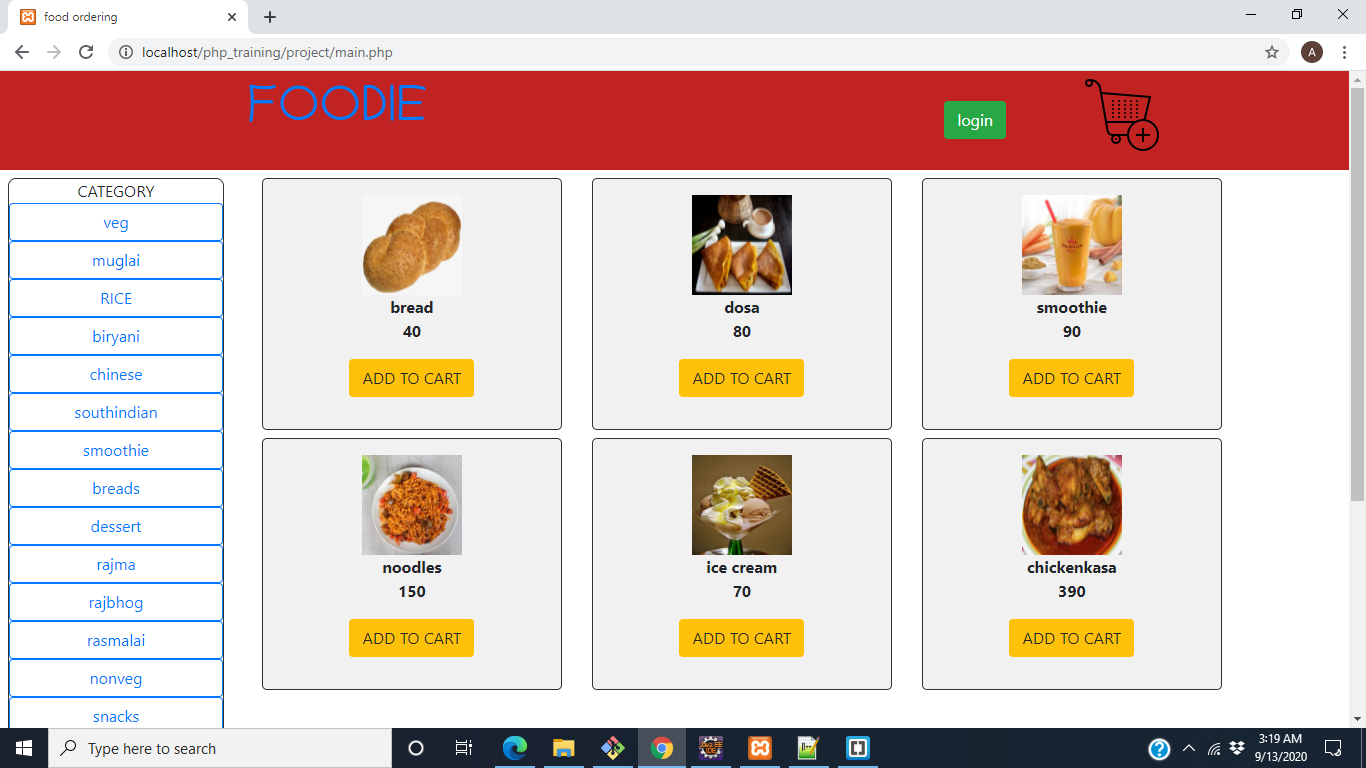 food ordering
localhost/php_training/project/main.php
A
FOODIE
login
CATEGORY
veg
muglai
RICE
biryani
chinese
southindian
smoothie
breads
dessert
rajma
rajbhog
rasmalai
nonveg
snacks
bread
40
ADD TO CART
dosa
80
ADD TO CART
smoothie
90
ADD TO CART
noodles
150
ADD TO CART
ice cream
70
ADD TO CART
chickenkasa
390
ADD TO CART
Type here to search
3:19 AM
9/13/2020